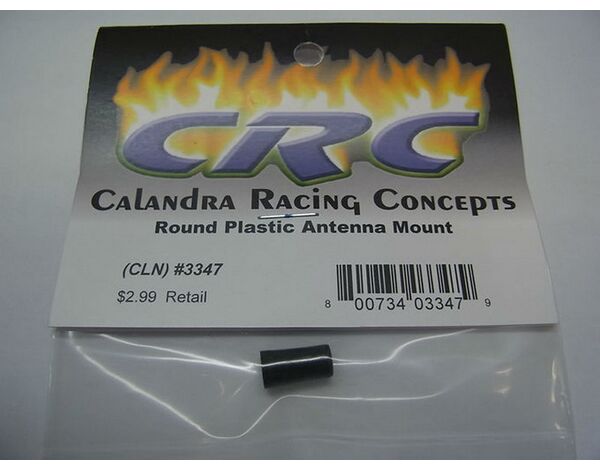 CRC
Calandra Racing Concepts
Round Plastic Antenna Mount
(CLN) #3347
$2.99 Retail
8 00734 03347 9